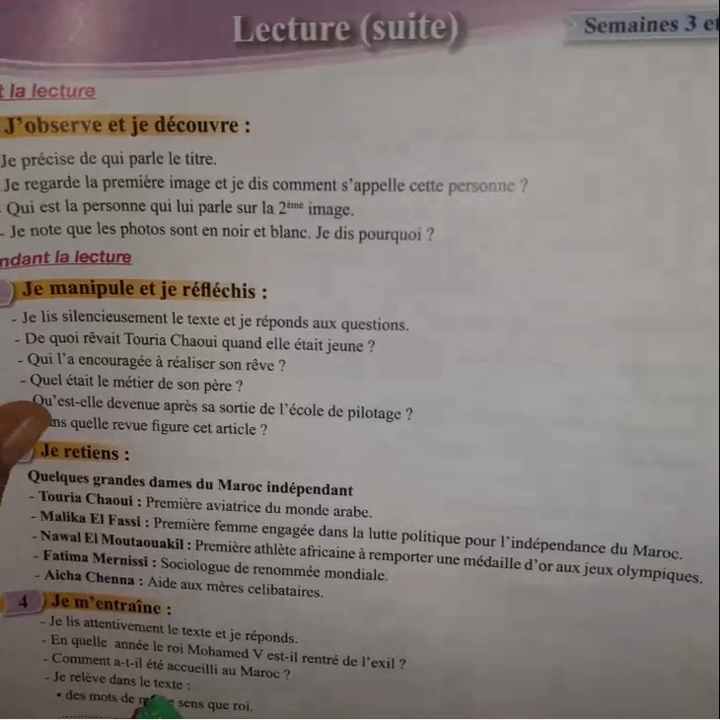 Lecture (suite)
Semaines 3 et
t la lecture
J'observe et je découvre :
Je précise de qui parle le titre.
Je regarde la première image et je dis comment s'appelle cette personne ?
- Qui est la personne qui lui parle sur la 2ème image.
- Je note que les photos sont en noir et blanc. Je dis pourquoi ?
ndant la lecture
Je manipule et je réfléchis :
- Je lis silencieusement le texte et je réponds aux questions.
- De quoi rêvait Touria Chaoui quand elle était jeune ?
- Qui l'a encouragée à réaliser son rêve ?
- Quel était le métier de son père ?
Qu'est-elle devenue après sa sortie de l'école de pilotage ?
ns quelle revue figure cet article ?
Je retiens :
Quelques grandes dames du Maroc indépendant
- Touria Chaoui : Première aviatrice du monde arabe.
- Malika El Fassi : Première femme engagée dans la lutte politique pour l'indépendance du Maroc.
- Nawal El Moutaouakil : Première athlète africaine à remporter une médaille d'or aux jeux olympiques.
- Fatima Mernissi : Sociologue de renommée mondiale.
- Aicha Chenna : Aide aux mères celibataires.
4 Je m'entraîne :
- Je lis attentivement le texte et je réponds.
- En quelle année le roi Mohamed V est-il rentré de l'exil ?
- Comment a-t-il été accueilli au Maroc ?
- Je relève dans le texte :
• des mots de sens que roi.